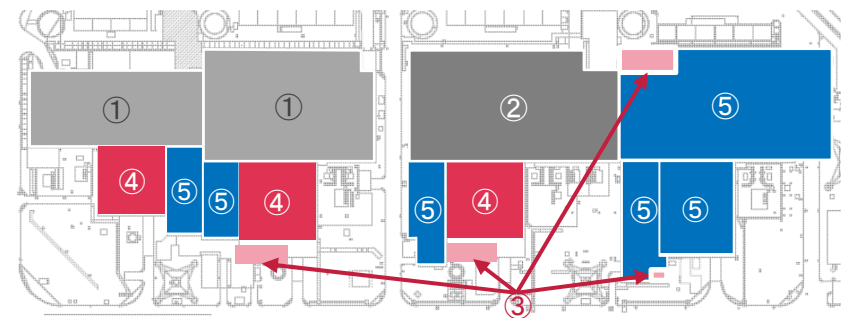 ① ① ② ⑤
④ ⑤ ⑤ ④ ⑤ ④ ⑤ ⑤
③